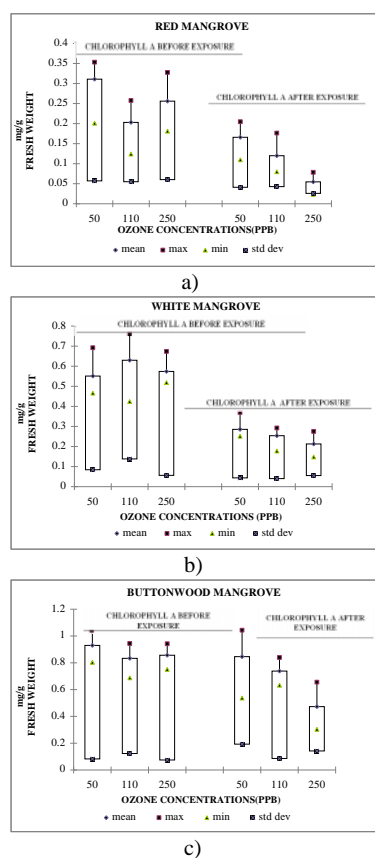 RED MANGROVE
CHLOROPHYLL A BEFORE EXPOSURE
CHLOROPHYLL A AFTER EXPOSURE
mg/g
FRESH WEIGHT
0.4
0.35
0.3
0.25
0.2
0.15
0.1
0.05
0
50 110 250 50 110 250
OZONE CONCENTRATIONS(PPB)
mean max min std dev
a)
WHITE MANGROVE
CHLOROPHYLL A BEFORE EXPOSURE
CHLOROPHYLL A AFTER EXPOSURE
mg/g
FRESH WEIGHT
0.8
0.7
0.6
0.5
0.4
0.3
0.2
0.1
0
50 110 250 50 110 250
OZONE CONCENTRATIONS (PPB)
mean max min std dev
b)
BUTTONWOOD MANGROVE
CHLOROPHYLL A BEFORE
EXPOSURE
CHLOROPHYLL A AFTER
EXPOSURE
mg/g
FRESH WEIGHT
1.2
1
0.8
0.6
0.4
0.2
0
50 110 250 50 110 250
OZONE CONCENTRATIONS(PPB)
mean max min std dev
c)